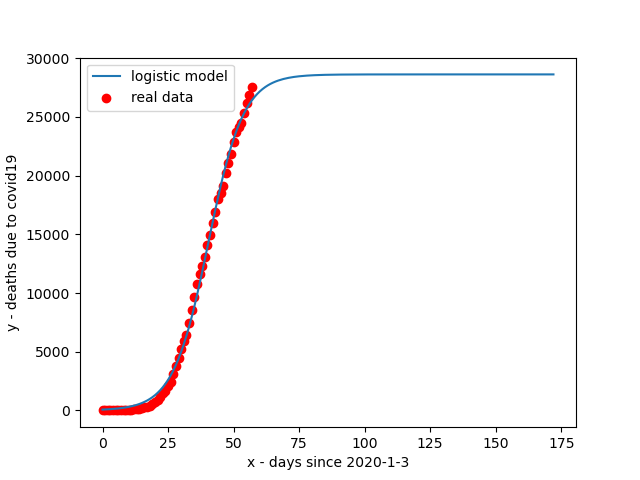 30000
25000
20000
15000
10000
5000
0
y - deaths due to covid19
logistic model
real data
0 25 50 75 100 125 150 175
x - days since 2020-1-3